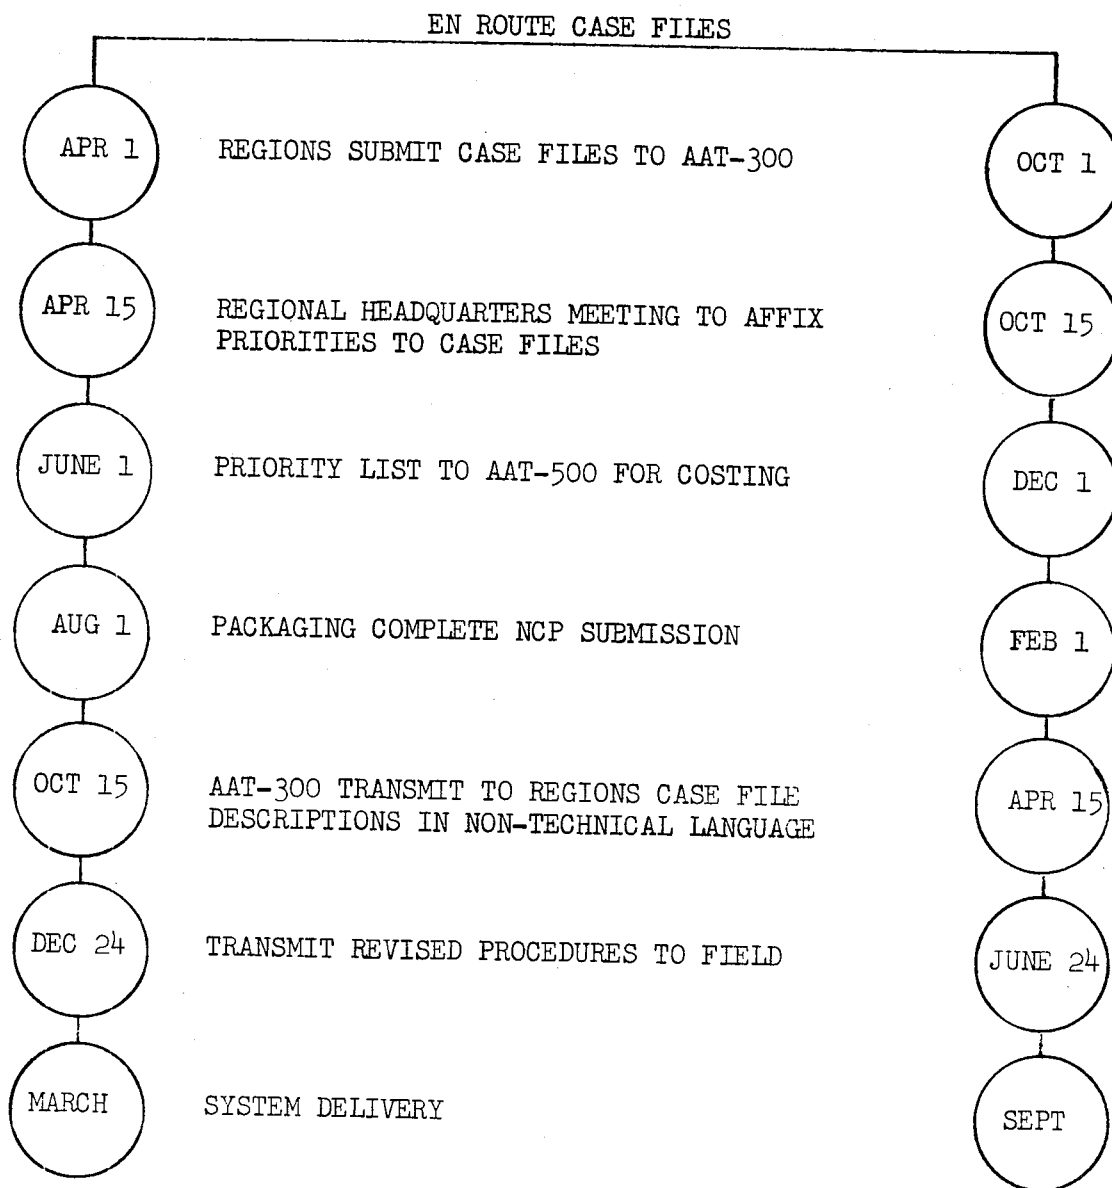 EN ROUTE CASE FILES
APR 1
REGIONS SUBMIT CASE FILES TO AAT-300
OCT 1
APR 15
REGIONAL HEADQUARTERS MEETING TO AFFIX
PRIORITIES TO CASE FILES
OCT 15
JUNE 1
PRIORITY LIST TO AAT-500 FOR COSTING
DEC 1
AUG 1
PACKAGING COMPLETE NCP SUBMISSION
FEB 1
OCT 15
AAT-300 TRANSMIT TO REGIONS CASE FILE
DESCRIPTIONS IN NON-TECHNICAL LANGUAGE
APR 15
DEC 24
TRANSMIT REVISED PROCEDURES TO FIELD
JUNE 24
MARCH
SYSTEM DELIVERY
SEPT